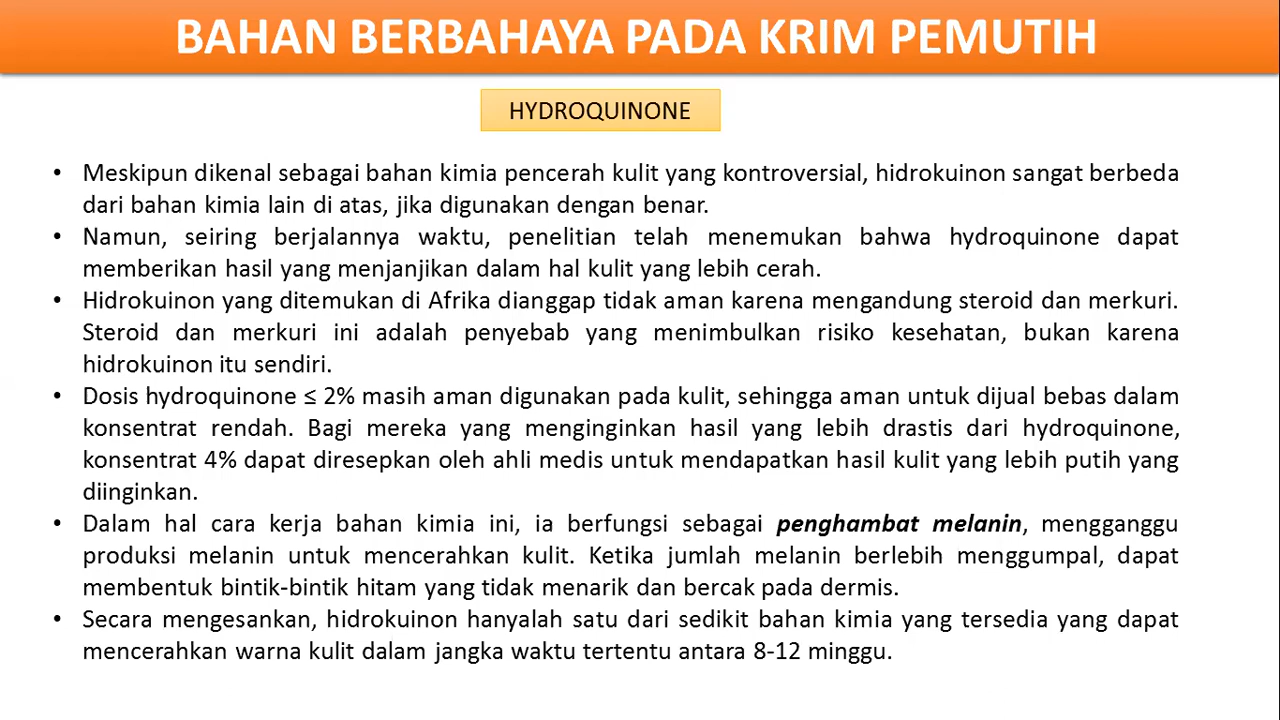 BAHAN BERBAHAYA PADA KRIM PEMUTIH
HYDROQUINONE
• Meskipun dikenal sebagai bahan kimia pencerah kulit yang kontroversial, hidrokuinon sangat berbeda
dari bahan kimia lain di atas, jika digunakan dengan benar.
• Namun, seiring berjalannya waktu, penelitian telah menemukan bahwa hydroquinone dapat
memberikan hasil yang menjanjikan dalam hal kulit yang lebih cerah.
• Hidrokuinon yang ditemukan di Afrika dianggap tidak aman karena mengandung steroid dan merkuri.
Steroid dan merkuri ini adalah penyebab yang menimbulkan risiko kesehatan, bukan karena
hidrokuinon itu sendiri.
• Dosis hydroquinone ≤ 2% masih aman digunakan pada kulit, sehingga aman untuk dijual bebas dalam
konsentrat rendah. Bagi mereka yang menginginkan hasil yang lebih drastis dari hydroquinone,
konsentrat 4% dapat diresepkan oleh ahli medis untuk mendapatkan hasil kulit yang lebih putih yang
diinginkan.
• Dalam hal cara kerja bahan kimia ini, ia berfungsi sebagai penghambat melanin, mengganggu
produksi melanin untuk mencerahkan kulit. Ketika jumlah melanin berlebih menggumpal, dapat
membentuk bintik-bintik hitam yang tidak menarik dan bercak pada dermis.
• Secara mengesankan, hidrokuinon hanyalah satu dari sedikit bahan kimia yang tersedia yang dapat
mencerahkan warna kulit dalam jangka waktu tertentu antara 8-12 minggu.